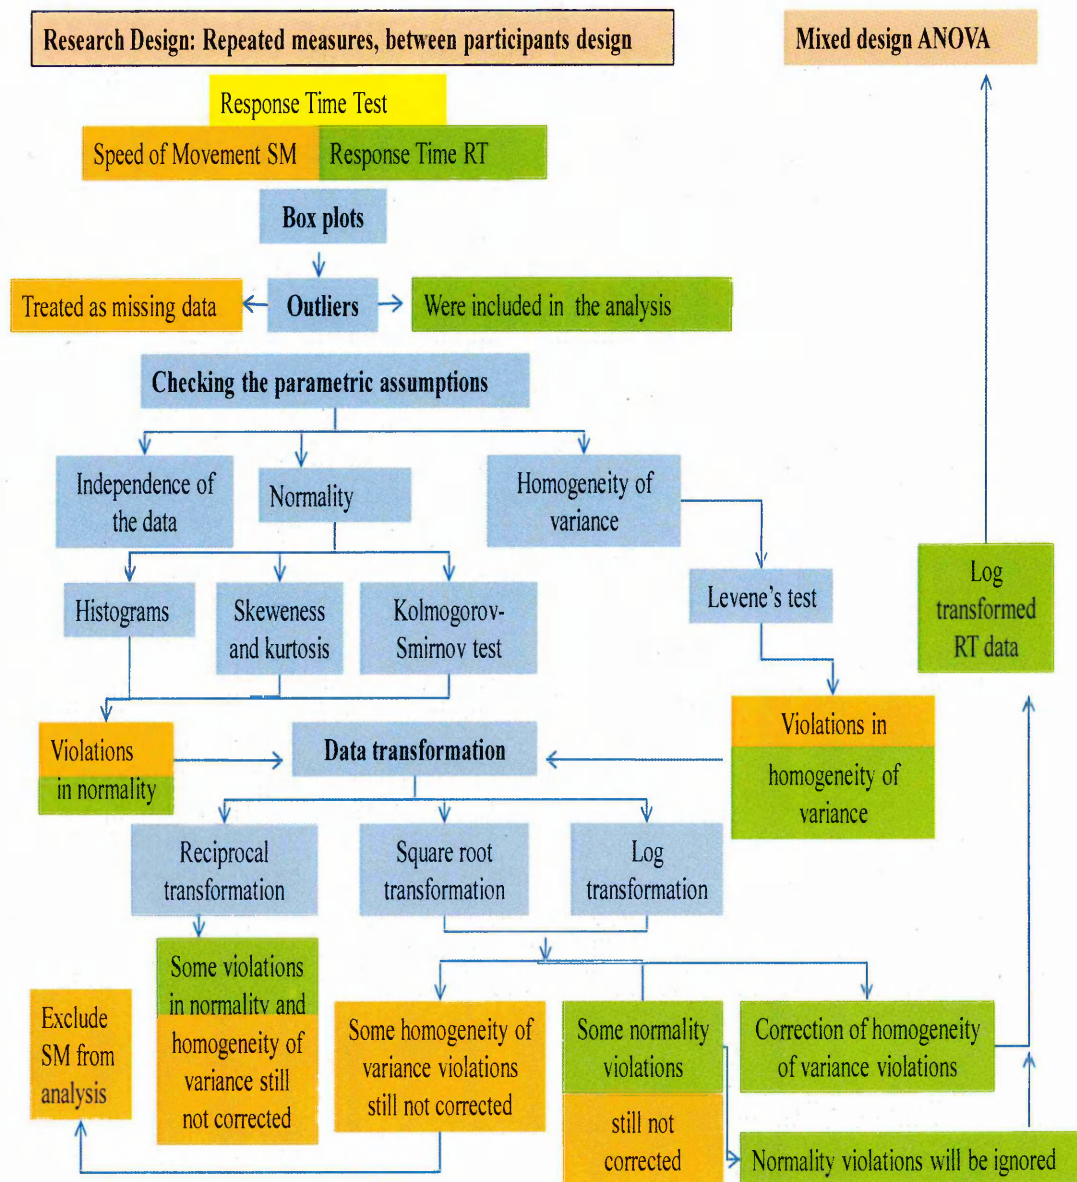 Research Design: Repeated measures, between participants design
Mixed design ANOVA
Response Time Test
Speed of Movement SM
Response Time RT
Box plots
Treated as missing data
Outliers
Were included in the analysis
Checking the parametric assumptions
Independence of
the data
Normality
Homogeneity of
variance
Histograms
Skeweness
and kurtosis
Kolmogorov-
Smirnov test
Levene's test
Log
transformed
RT data
Violations
in normality
Data transformation
Violations in
homogeneity of
variance
Reciprocal
transformation
Square root
transformation
Log
transformation
Exclude
SM from
analysis
Some violations
in normality and
homogeneity of
variance still
not corrected
Some homogeneity of
variance violations
still not corrected
Some normality
violations
still not
corrected
Correction of homogeneity
of variance violations
Normality violations will be ignored